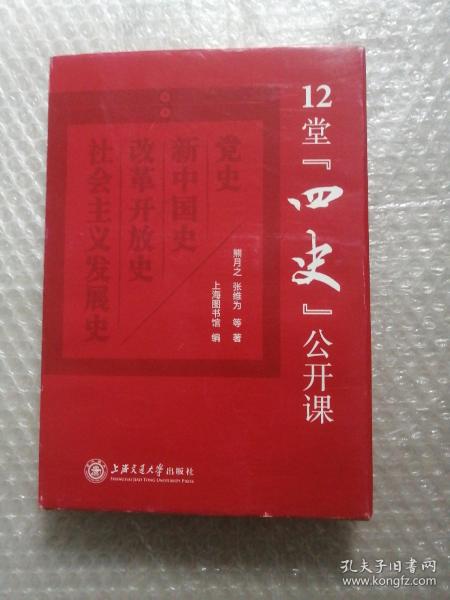 12堂『四史』公开课
党史
新中国史
改革开放史
社会主义发展史
熊月之 张维为 等 著
上海图书馆 编
上海交通大学出版社
SHANGHAI JIAO TONG UNIVERSITY PRESS
孔夫子旧书网
www.kongfz.com